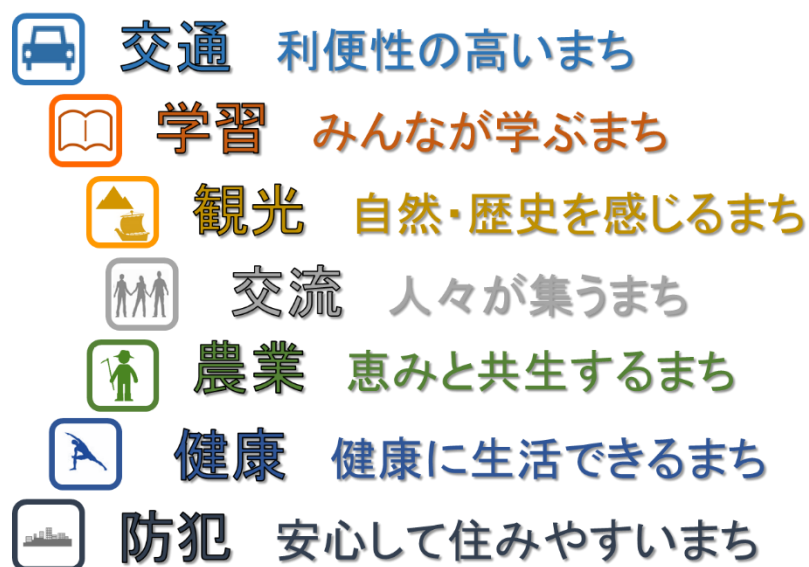 交通 利便性の高いまち
学習 みんなが学ぶまち
観光 自然・歴史を感じるまち
交流 人々が集うまち
農業 恵みと共生するまち
健康 健康に生活できるまち
防犯 安心して住みやすいまち